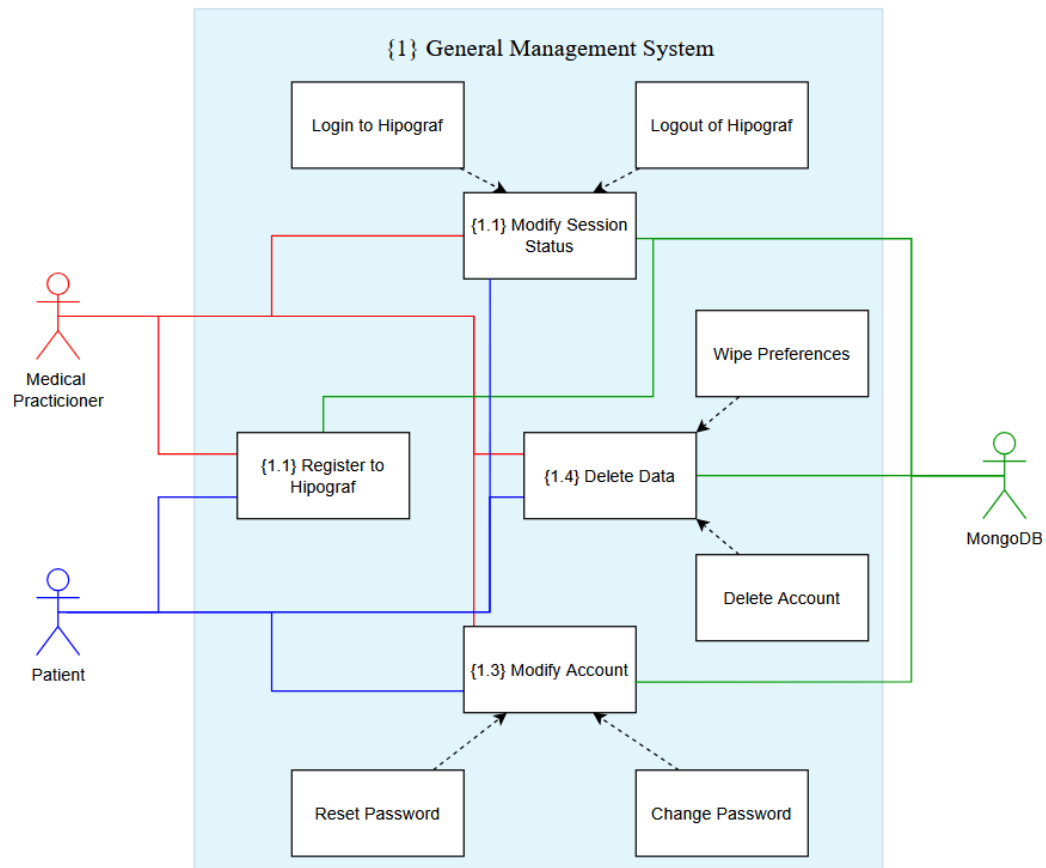 {1} General Management System
Login to Hipograf
Logout of Hipograf
{1.1} Modify Session
Status
Medical
Practicioner
Wipe Preferences
{1.1} Register to
Hipograf
{1.4} Delete Data
MongoDB
Delete Account
Patient
{1.3} Modify Account
Reset Password
Change Password